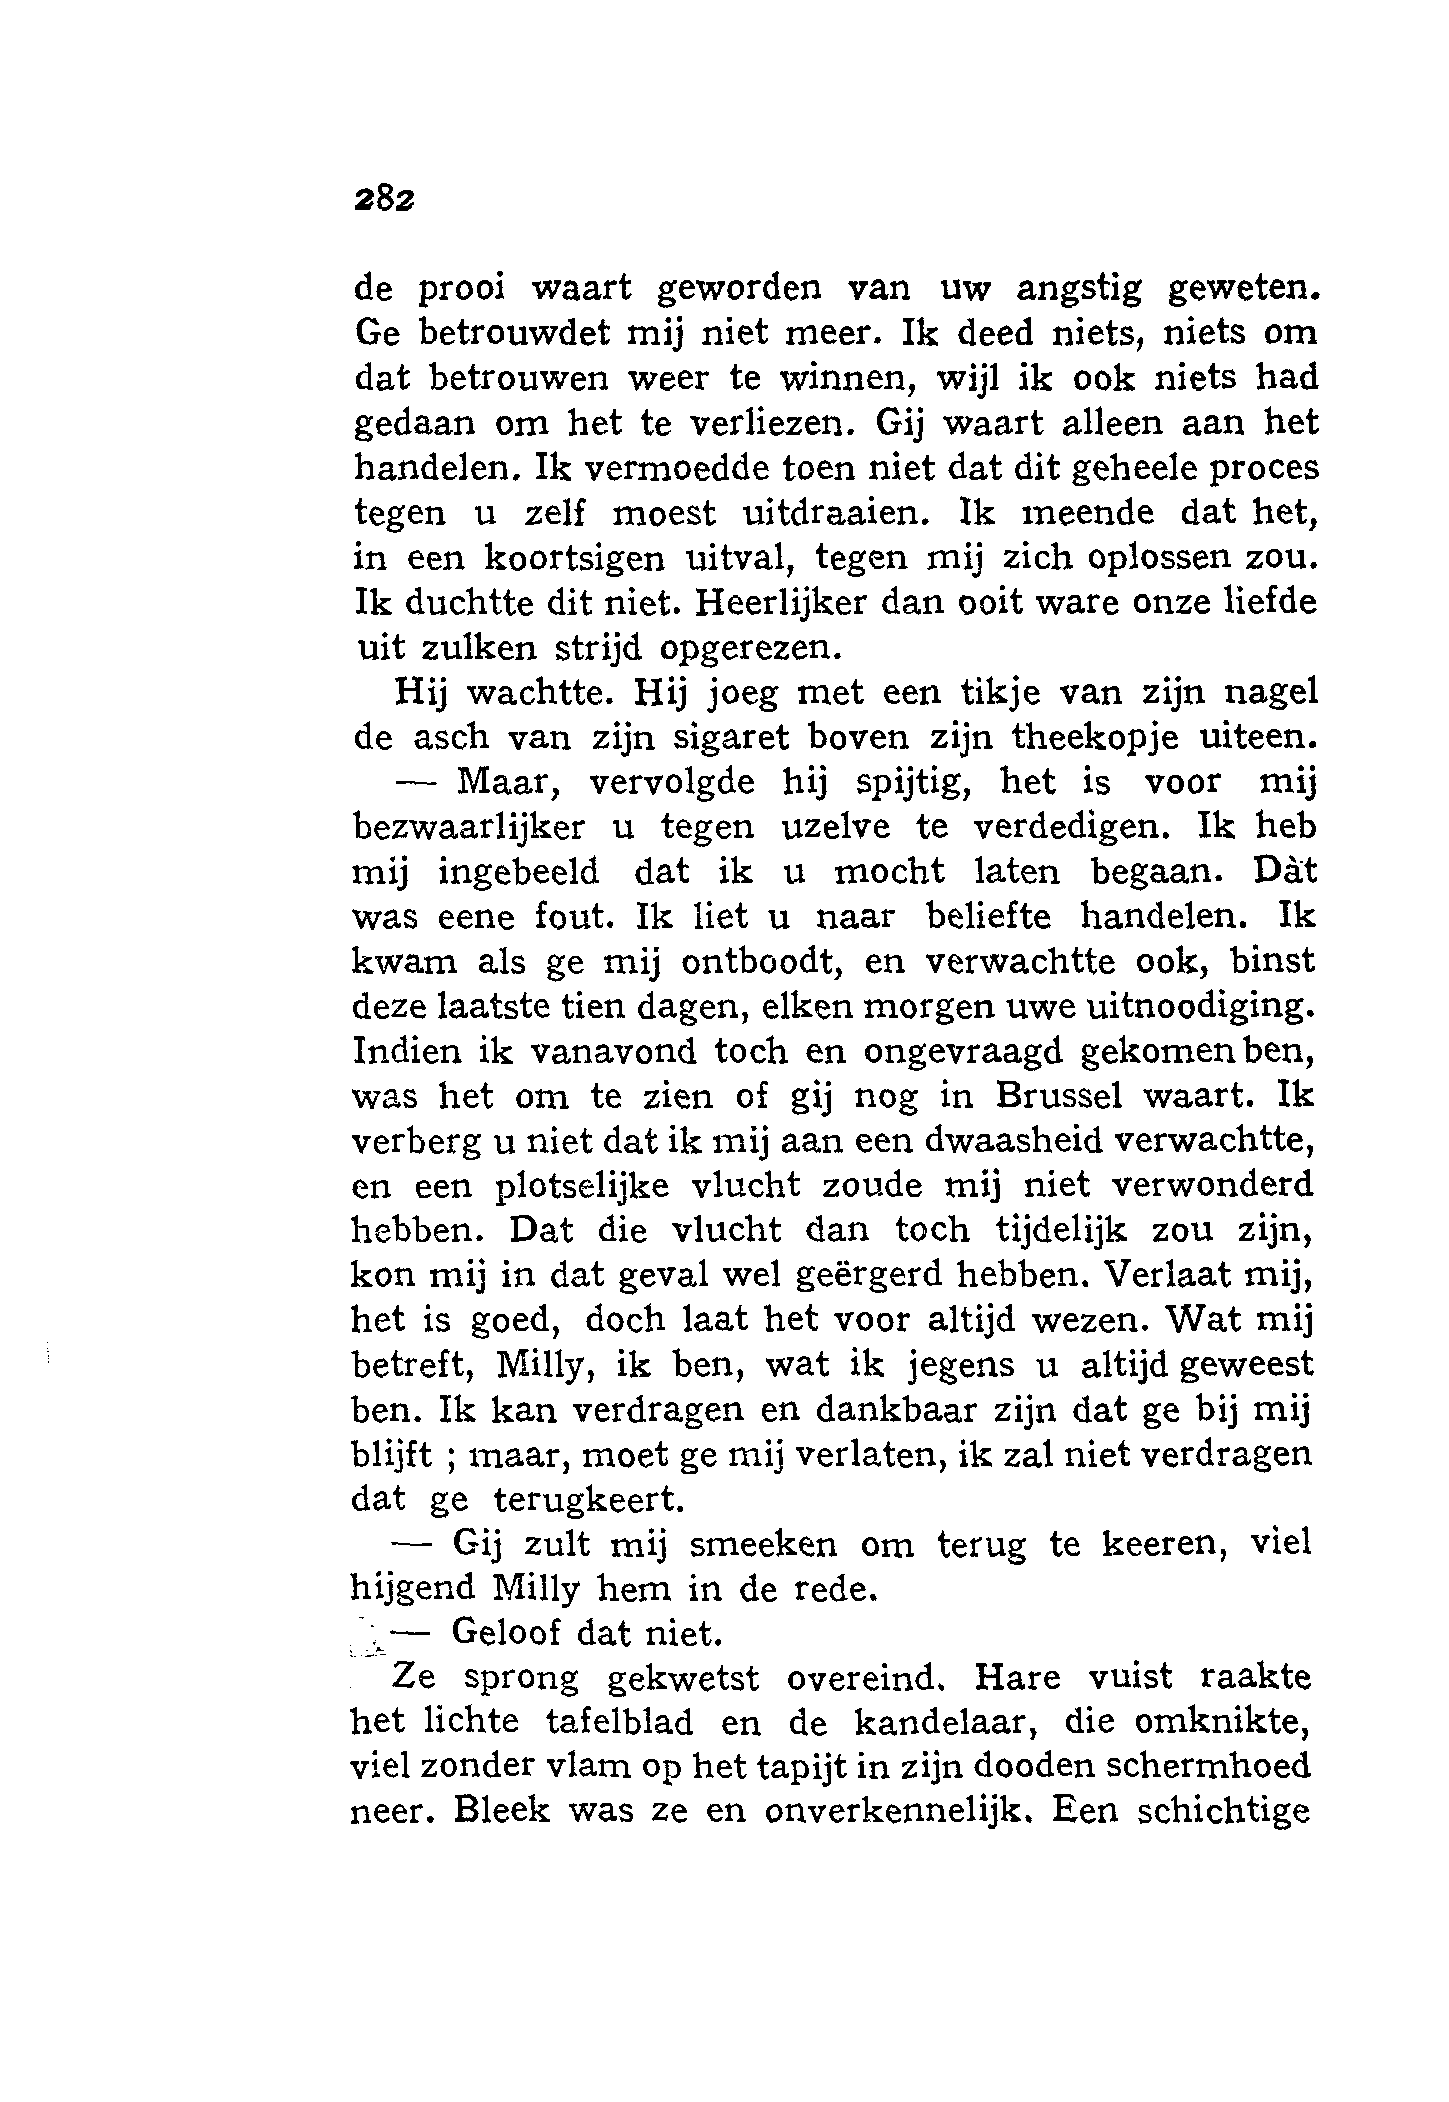 282
de prooi waart geworden van uw angstig geweten.
Ge betrouwdet mij niet meer. Ik deed niets, niets om
dat betrouwen weer te winnen, wijl ik ook niets had
gedaan om het te verliezen. Gij waart alleen aan het
handelen. Ik vermoedde toen niet dat dit geheele proces
tegen u zelf moest uitdraaien. Ik meende dat het,
in een koortsigen uitval, tegen mij zich oplossen zou.
Ik duchtte dit niet. Heerlijker dan ooit ware onze liefde
uit zulken strijd opgerezen.
Hij wachtte. Hij joeg met een tikje van zijn nagel
de asch van zijn sigaret boven zijn theekopje uiteen.
— Maar, vervolgde hij spijtig, het is voor mij
bezwaarlijker u tegen uzelve te verdedigen. Ik heb
mij ingebeeld dat ik u mocht laten begaan. Dàt
was eene fout. Ik liet u naar beliefte handelen. Ik
kwam als ge mij ontboodt, en verwachtte ook, binst
deze laatste tien dagen, elken morgen uwe uitnoodiging.
Indien ik vanavond toch en ongevraagd gekomen ben,
was het om te zien of gij nog in Brussel waart. Ik
verberg u niet dat ik mij aan een dwaasheid verwachtte,
en een plotselijke vlucht zoude mij niet verwonderd
hebben. Dat die vlucht dan toch tijdelijk zou zijn,
kon mij in dat geval wel geërgerd hebben. Verlaat mij,
het is goed, doch laat het voor altijd wezen. Wat mij
betreft, Milly, ik ben, wat ik jegens u altijd geweest
ben. Ik kan verdragen en dankbaar zijn dat ge bij mij
blijft ; maar, moet ge mij verlaten, ik zal niet verdragen
dat ge terugkeert.
— Gij zult mij smeeken om terug te keeren, viel
hijgend Milly hem in de rede.
— Geloof dat niet.
Ze sprong gekwetst overeind. Hare vuist raakte
het lichte tafelblad en de kandelaar, die omknikte,
viel zonder vlam op het tapijt in zijn dooden schermhoed
neer. Bleek was ze en onverkennelijk. Een schichtige